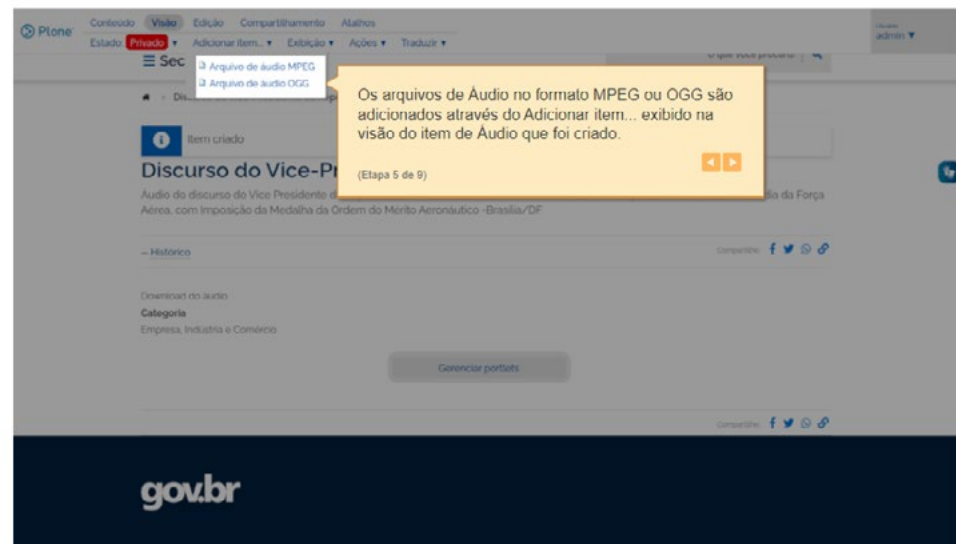 Plone
Conteúdo Visão Edição Compartilhamento Atalhos
Estado: Privado ▾ Adicionar item... ▾ Exibição ▾ Ações ▾ Traduzir ▾
admin ▾
Sec
Arquivo de áudio MPEG
Arquivo de áudio OGG
O que você procura?
Os arquivos de Áudio no formato MPEG ou OGG são
adicionados através do Adicionar item... exibido na
visão do item de Áudio que foi criado.
(Etapa 5 de 9)
Item criado
Discurso do Vice-Pr
Áudio do discurso do Vice Presidente d
dia da Força
Aérea, com Imposição da Medalha da Ordem do Mérito Aeronáutico -Brasília/DF
– Histórico
Compartilhe:
Download do áudio
Categoria
Empresa, Indústria e Comércio
Gerenciar portlets
Compartilhe:
gov.br